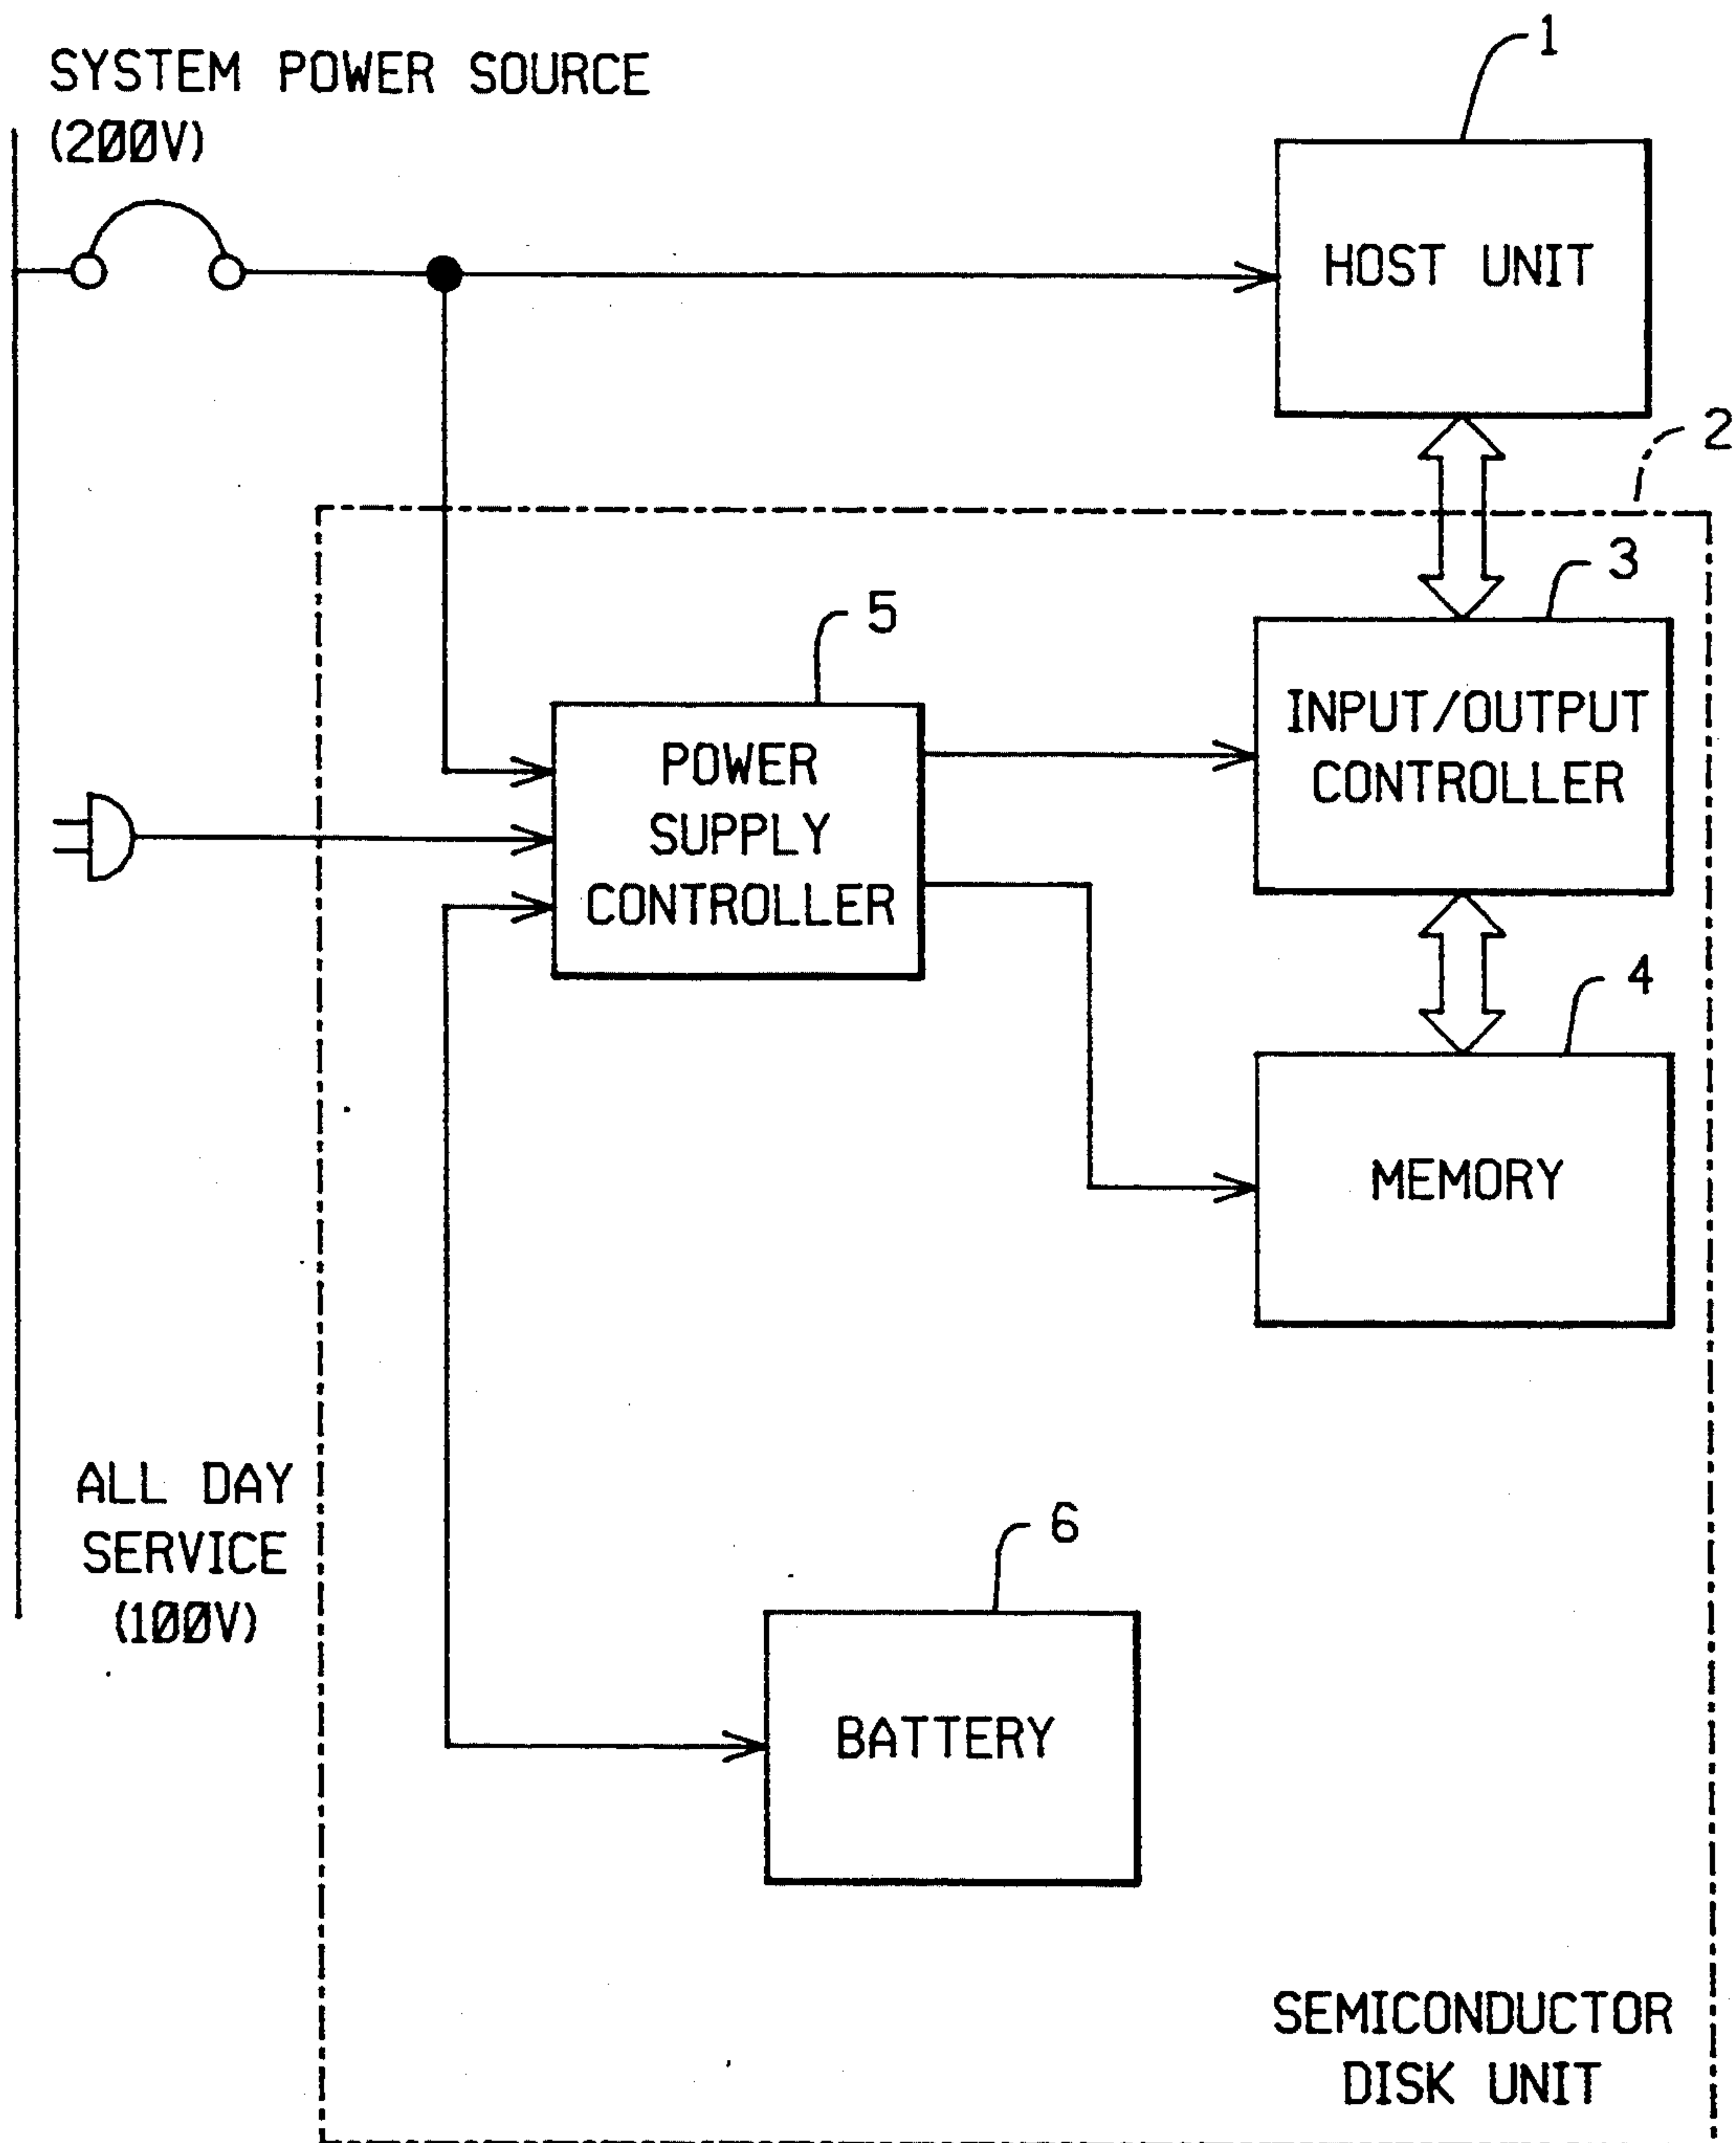 SYSTEM POWER SOURCE
(200V)
1
HOST UNIT
2
3
INPUT/OUTPUT
CONTROLLER
5
POWER
SUPPLY
CONTROLLER
4
MEMORY
ALL DAY
SERVICE
(100V)
6
BATTERY
SEMICONDUCTOR
DISK UNIT